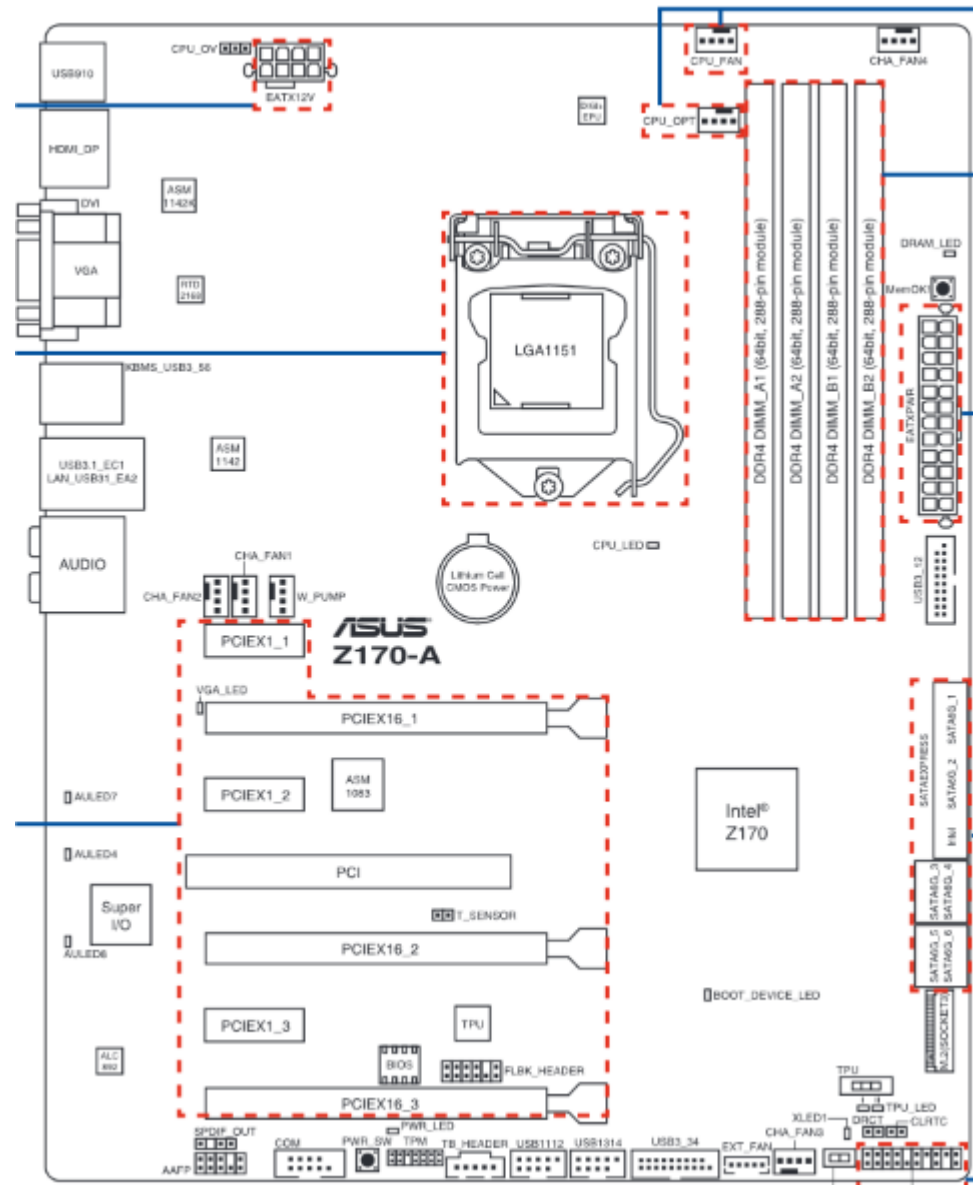 CPU_OV
EATX12V
CPU_FAN
CHA_FAN4
USB910
CPU_OPT
DIGI+
EPU
HDMI_DP
ASM
1142K
DVI
VGA
RTD
2168
DRAM_LED
MemOK!
LGA1151
DDR4 DIMM_A1 (64bit, 288-pin module)
DDR4 DIMM_A2 (64bit, 288-pin module)
DDR4 DIMM_B1 (64bit, 288-pin module)
DDR4 DIMM_B2 (64bit, 288-pin module)
EATXPWR
KBMS_USB3_56
USB3.1_EC1
LAN_USB31_EA2
ASM
1142
AUDIO
CPU_LED
Lithium Cell
CMOS Power
USB3_12
CHA_FAN1
CHA_FAN2
W_PUMP
ASUS
Z170-A
PCIEX1_1
VGA_LED
PCIEX16_1
PCIEX1_2
ASM
1083
AULED7
Intel®
Z170
SATAEXPRESS
Intel SATA6G_2 SATA6G_1
AULED4
PCI
SATA6G_3
SATA6G_4
Super
I/O
T_SENSOR
AULED6
PCIEX16_2
SATA6G_5
SATA6G_6
BOOT_DEVICE_LED
M.2(SOCKET3)
PCIEX1_3
TPU
ALC
892
BIOS
FLBK_HEADER
TPU
TPU_LED
PCIEX16_3
XLED1
DRCT
CLRTC
SPDIF_OUT
PWR_LED
CHA_FAN3
AAFP
COM
PWR_SW
TPM
TB_HEADER
USB1112
USB1314
USB3_34
EXT_FAN